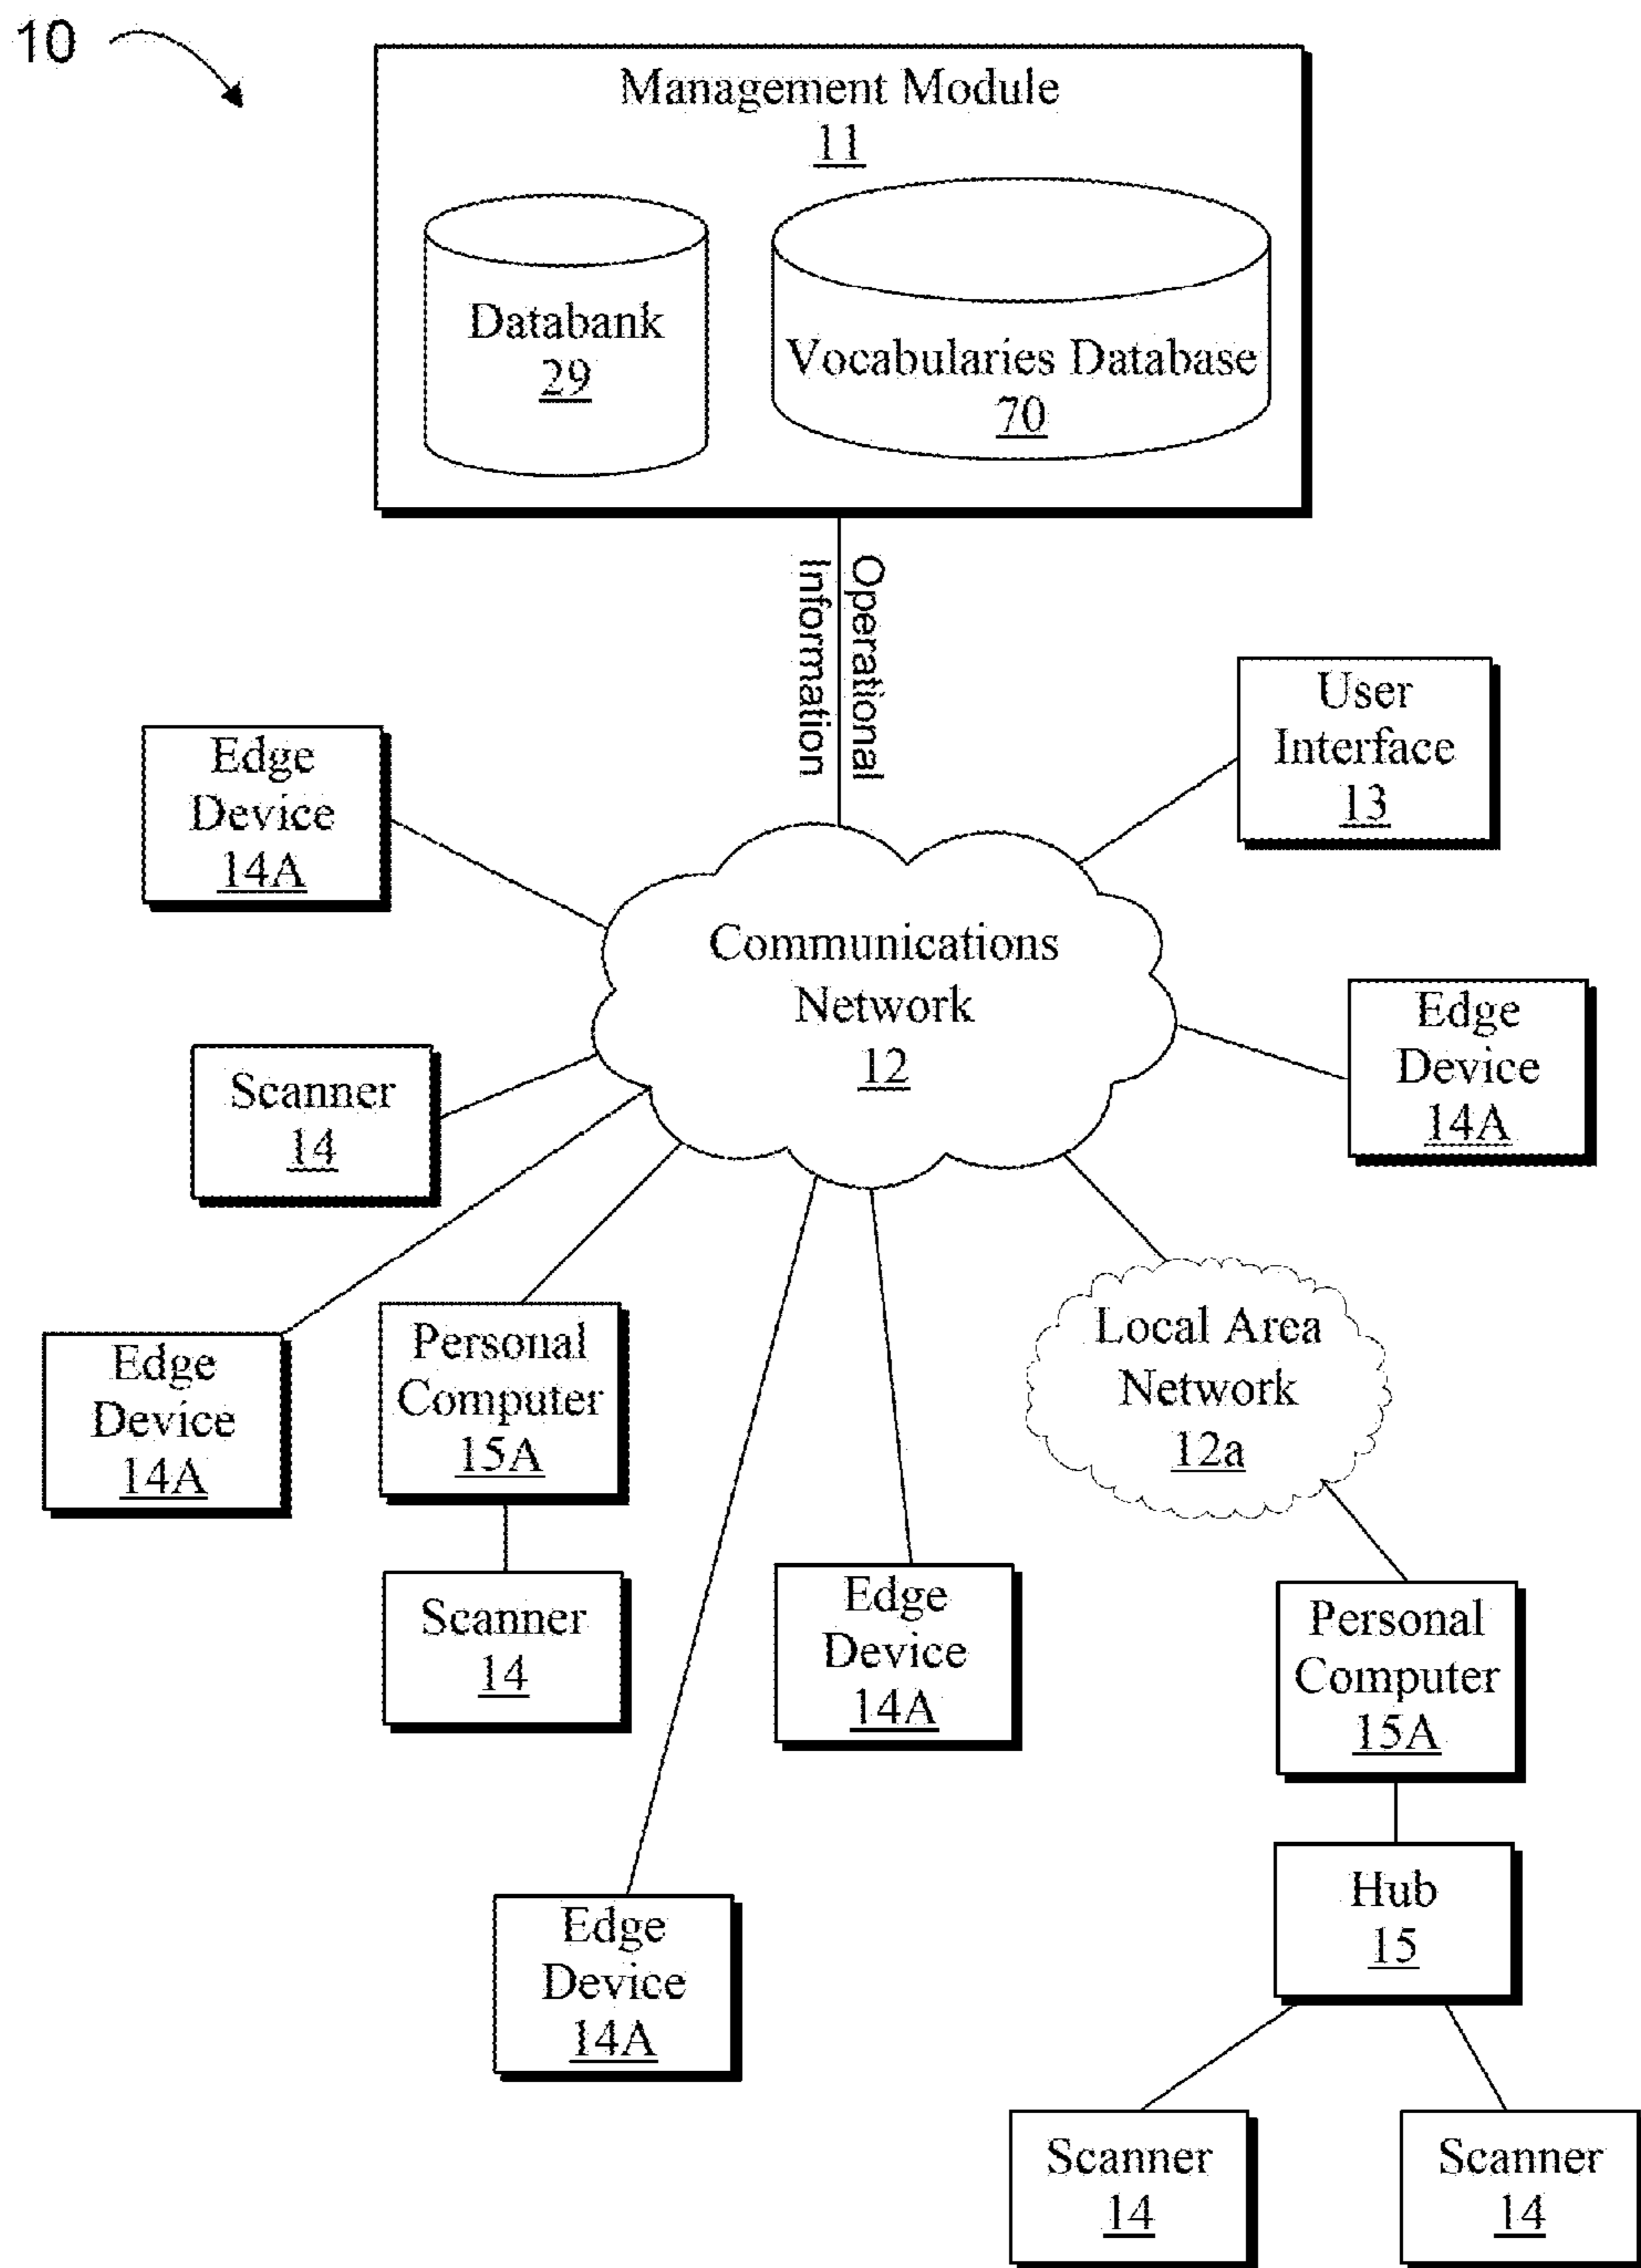 10
Management Module
11
Databank
29
Vocabularies Database
70
Operational
Information
User
Interface
13
Edge
Device
14A
Communications
Network
12
Edge
Device
14A
Scanner
14
Edge
Device
14A
Personal
Computer
15A
Local Area
Network
12a
Scanner
14
Edge
Device
14A
Personal
Computer
15A
Hub
15
Edge
Device
14A
Scanner
14
Scanner
14